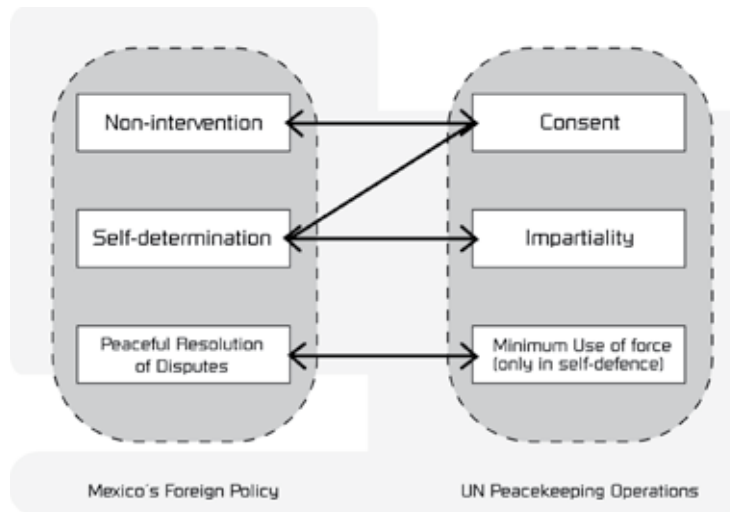 Non-intervention
Consent
Self-determination
Impartiality
Peaceful Resolution
of Disputes
Minimum Use of force
(only in self-defence)
Mexico´s Foreign Policy
UN Peacekeeping Operations